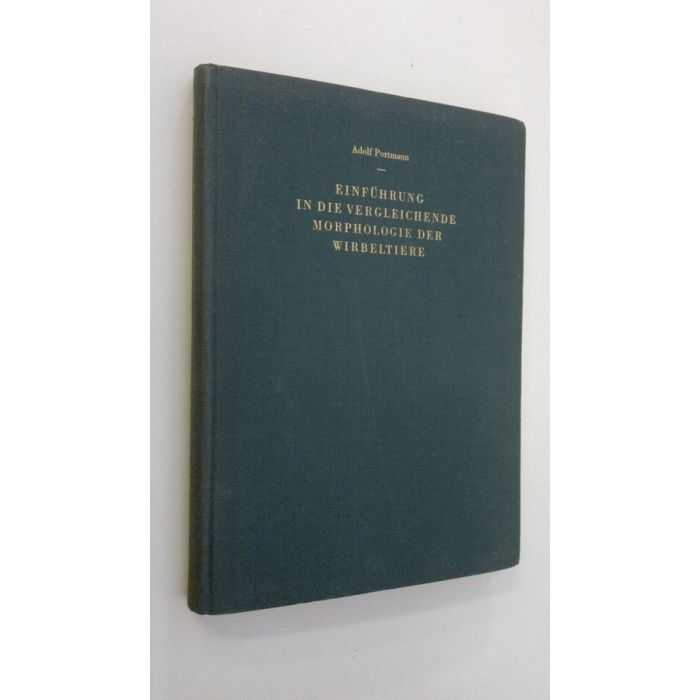 Adolf Portmann
—
EINFÜHRUNG
IN DIE VERGLEICHENDE
MORPHOLOGIE DER
WIRBELTIERE